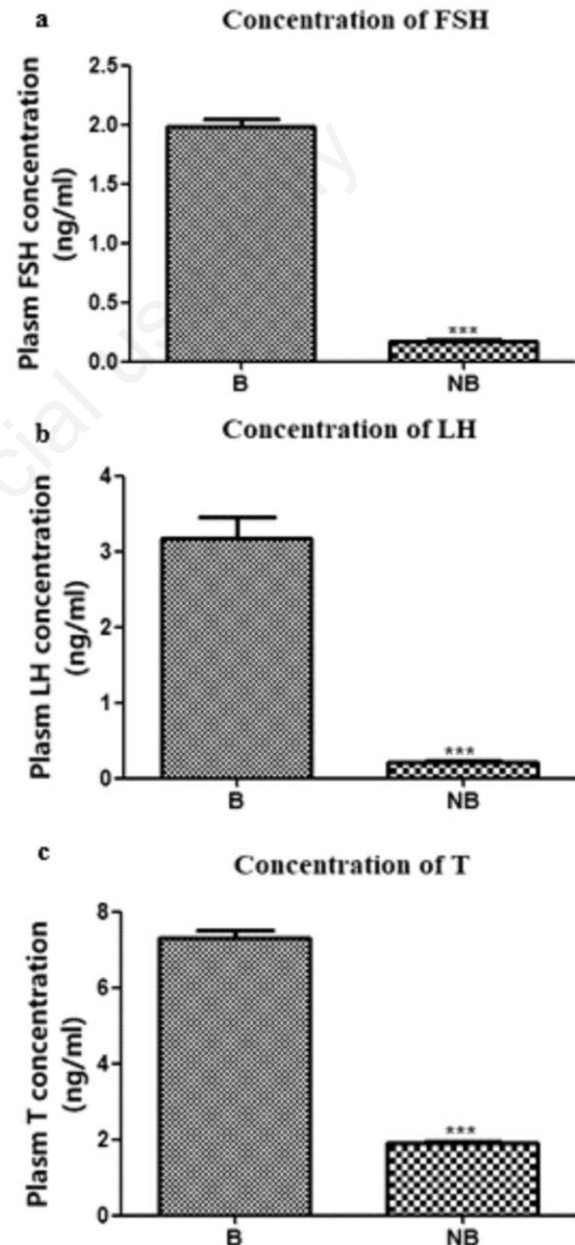 a
Concentration of FSH
Plasm FSH concentration
(ng/ml)
2.5
2.0
1.5
1.0
0.5
0.0
***
B
NB
b
Concentration of LH
Plasm LH concentration
(ng/ml)
4
3
2
1
0
***
B
NB
c
Concentration of T
Plasm T concentration
(ng/ml)
8
6
4
2
0
***
B
NB